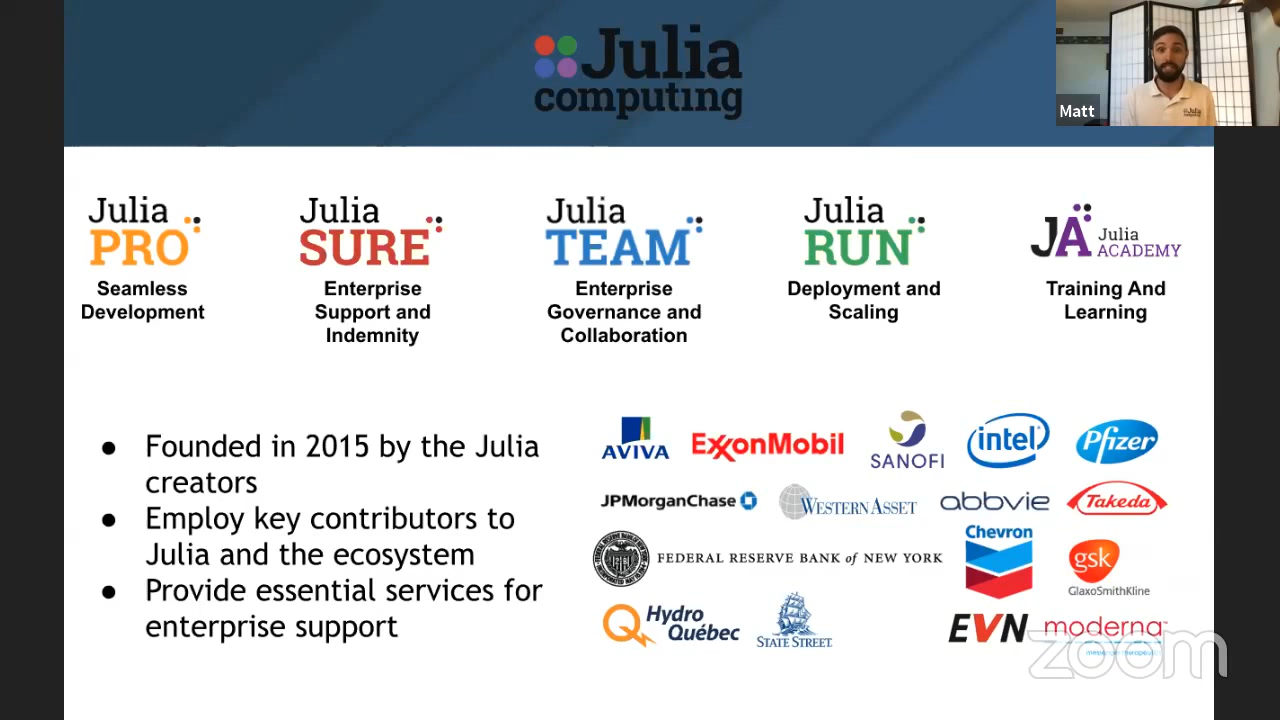 Julia
computing
Matt
Julia
PRO
Seamless
Development
Julia
SURE
Enterprise
Support and
Indemnity
Julia
TEAM
Enterprise
Governance and
Collaboration
Julia
RUN
Deployment and
Scaling
JA Julia
ACADEMY
Training And
Learning
● Founded in 2015 by the Julia
creators
● Employ key contributors to
Julia and the ecosystem
● Provide essential services for
enterprise support
AVIVA ExxonMobil SANOFI intel Pfizer
JPMORGANCHASE WESTERN ASSET abbvie Takeda
FEDERAL RESERVE BANK of NEW YORK Chevron gsk
GlaxoSmithKline
Hydro
Québec STATE STREET EVN moderna
messenger therapeutics
zoom